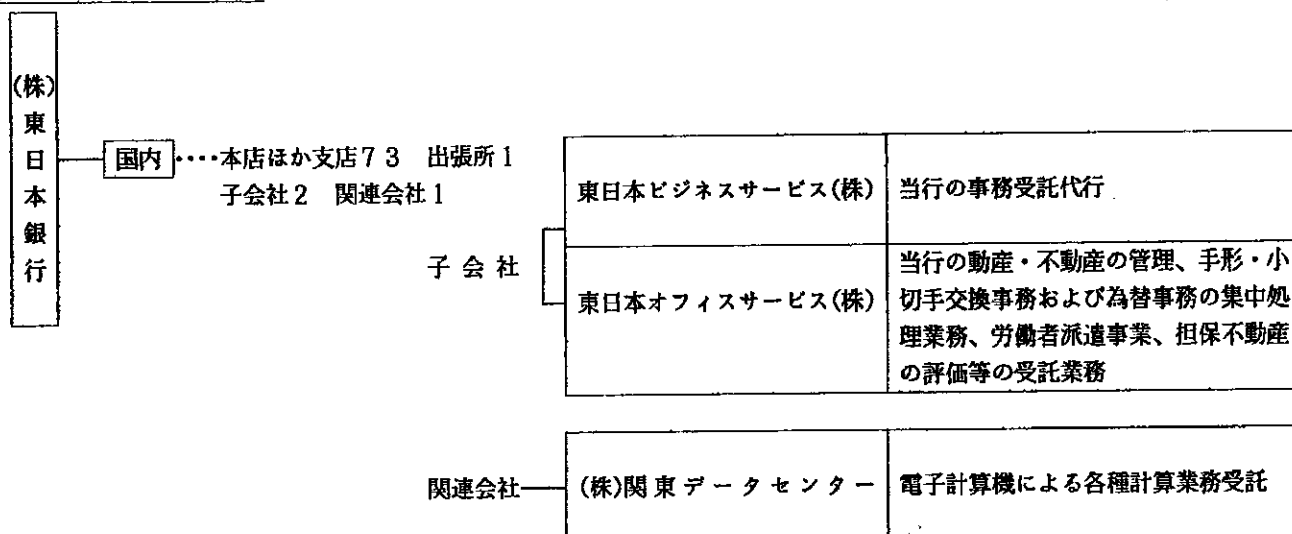 (株)東日本銀行
国内‥‥本店ほか支店73 出張所1
子会社2 関連会社1
子会社
東日本ビジネスサービス(株) 当行の事務受託代行
東日本オフィスサービス(株)
当行の動産・不動産の管理、手形・小
切手交換事務および為替事務の集中処
理業務、労働者派遣事業、担保不動産
の評価等の受託業務
関連会社
(株)関東データセンター 電子計算機による各種計算業務受託